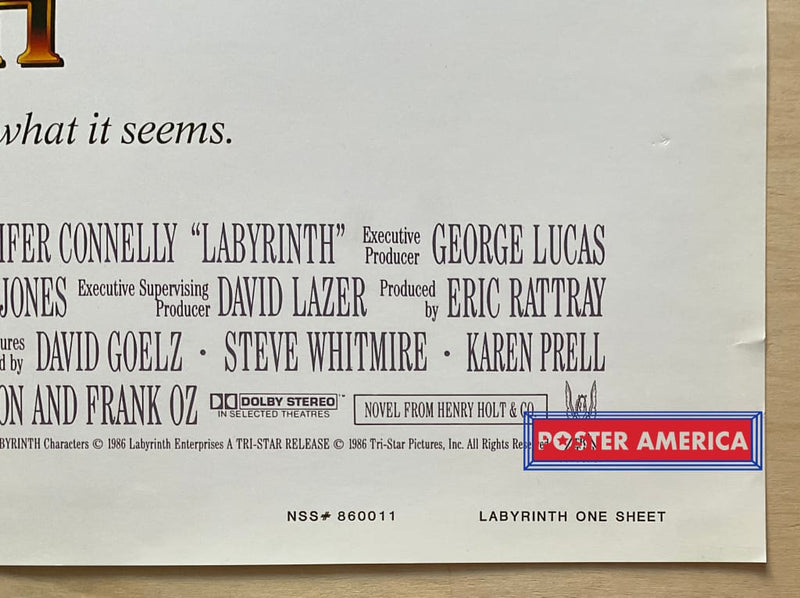 H
what it seems.
IFER CONNELLY “LABYRINTH” Executive Producer GEORGE LUCAS
JONES Executive Supervising Producer DAVID LAZER Produced by ERIC RATTRAY
ures d by DAVID GOELZ · STEVE WHITMIRE · KAREN PRELL
ON AND FRANK OZ DOLBY STEREO™ IN SELECTED THEATRES NOVEL FROM HENRY HOLT & CO.
BYRINTH Characters © 1986 Labyrinth Enterprises A TRI-STAR RELEASE © 1986 Tri-Star Pictures, Inc. All Rights Re
POSTER AMERICA
NSS# 860011 LABYRINTH ONE SHEET